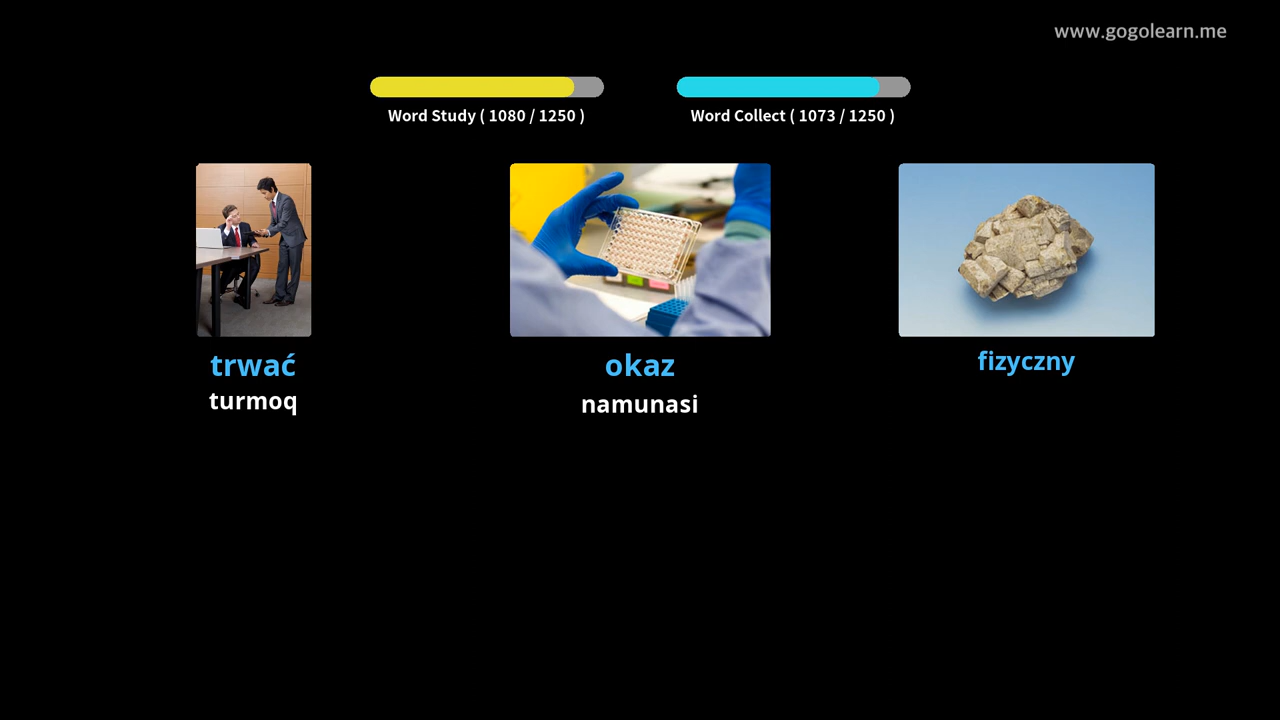 www.gogolearn.me
Word Study ( 1080 / 1250 )
Word Collect ( 1073 / 1250 )
trwać
turmoq
okaz
namunasi
fizyczny